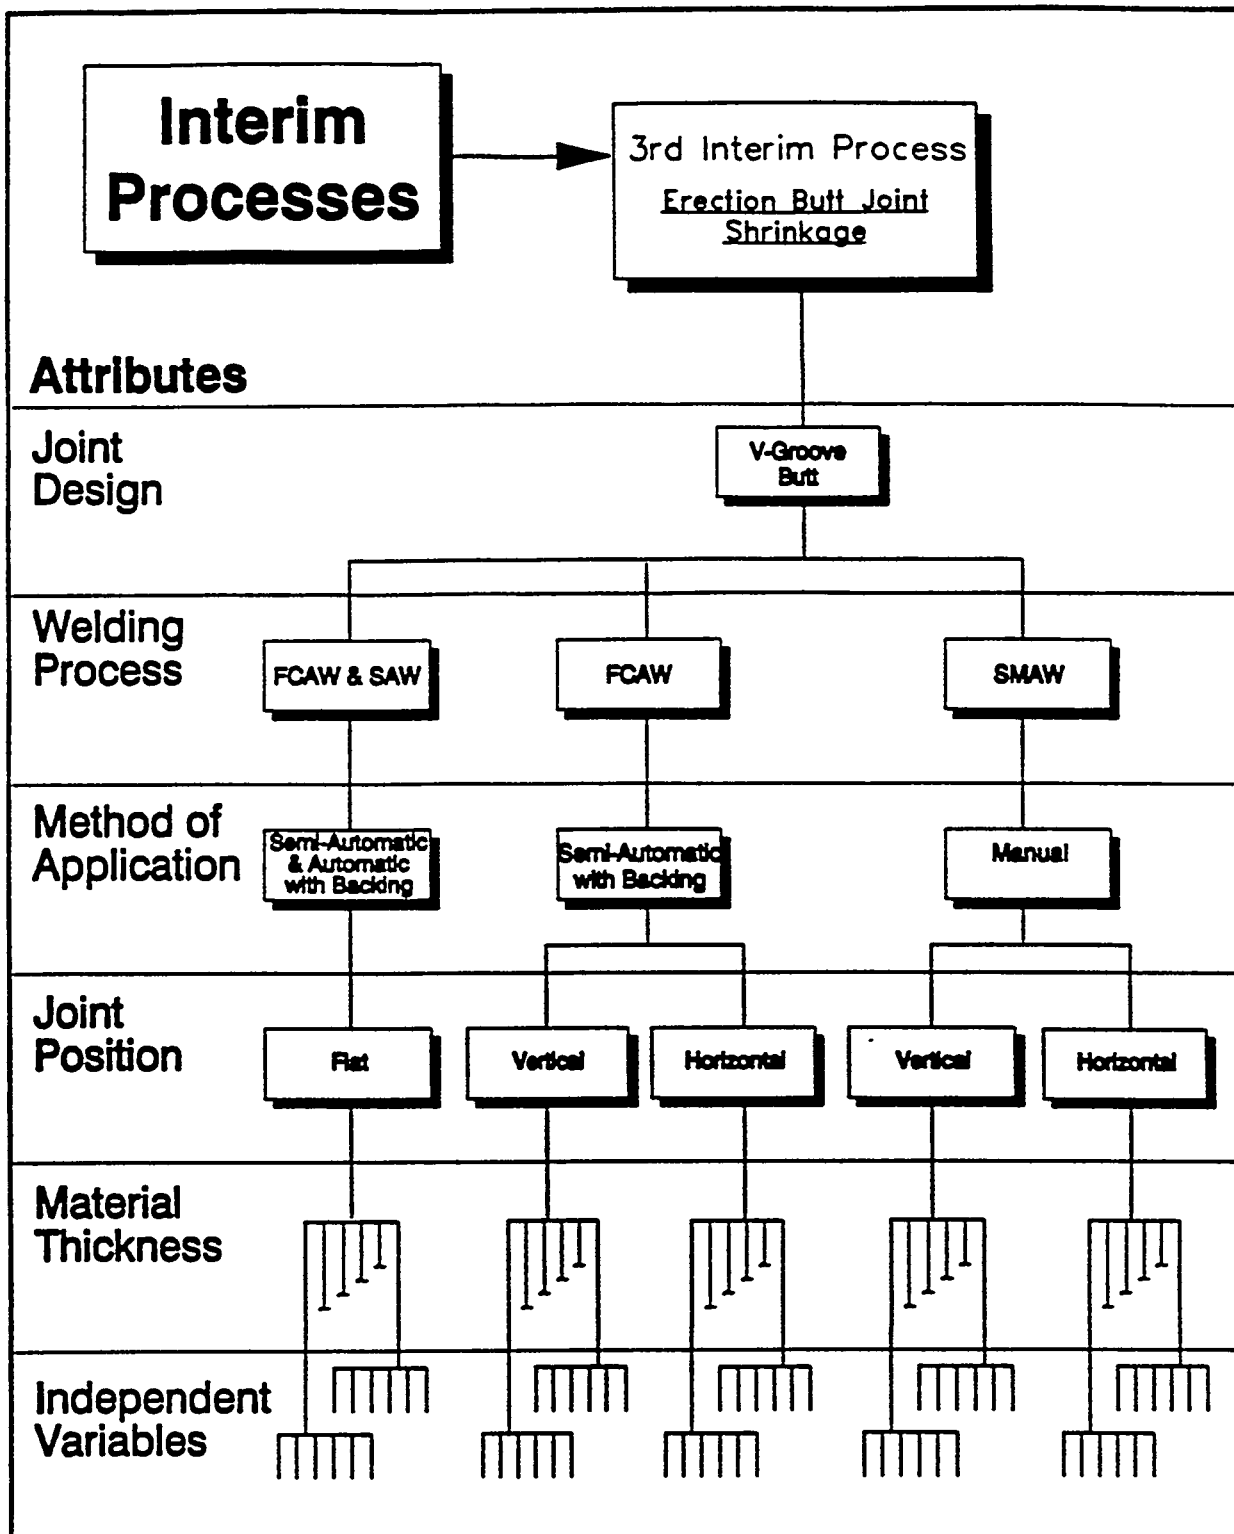 Interim
Processes
3rd Interim Process
Erection Butt Joint
Shrinkage
Attributes
Joint
Design
V-Groove
Butt
Welding
Process
FCAW & SAW
FCAW
SMAW
Method of
Application
Semi-Automatic
& Automatic
with Backing
Semi-Automatic
with Backing
Manual
Joint
Position
Flat
Vertical
Horizontal
Vertical
Horizontal
Material
Thickness
Independent
Variables